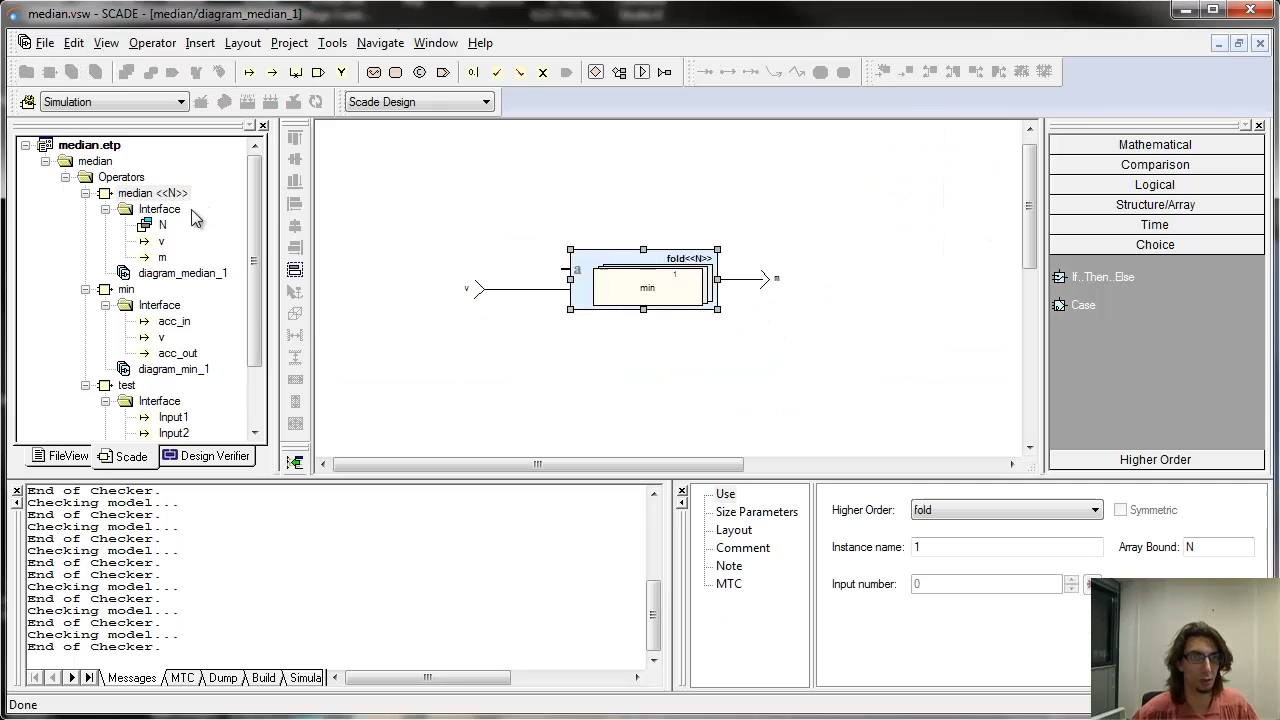 median.vsw - SCADE - [median/diagram_median_1]
File Edit View Operator Insert Layout Project Tools Navigate Window Help
Simulation
Scade Design
median.etp
median
Operators
median <<N>>
Interface
N
v
m
diagram_median_1
min
Interface
acc_in
v
acc_out
diagram_min_1
test
Interface
Input1
Input2
FileView Scade Design Verifier
v
fold<<N>>
a
1
min
m
Mathematical
Comparison
Logical
Structure/Array
Time
Choice
If..Then..Else
Case
Higher Order
End of Checker.
Checking model...
End of Checker.
Checking model...
End of Checker.
Checking model...
End of Checker.
End of Checker.
Checking model...
End of Checker.
Checking model...
End of Checker.
Checking model...
End of Checker.
Messages MTC Dump Build Simula
Use
Size Parameters
Layout
Comment
Note
MTC
Higher Order: fold Symmetric
Instance name: 1 Array Bound: N
Input number: 0
Done